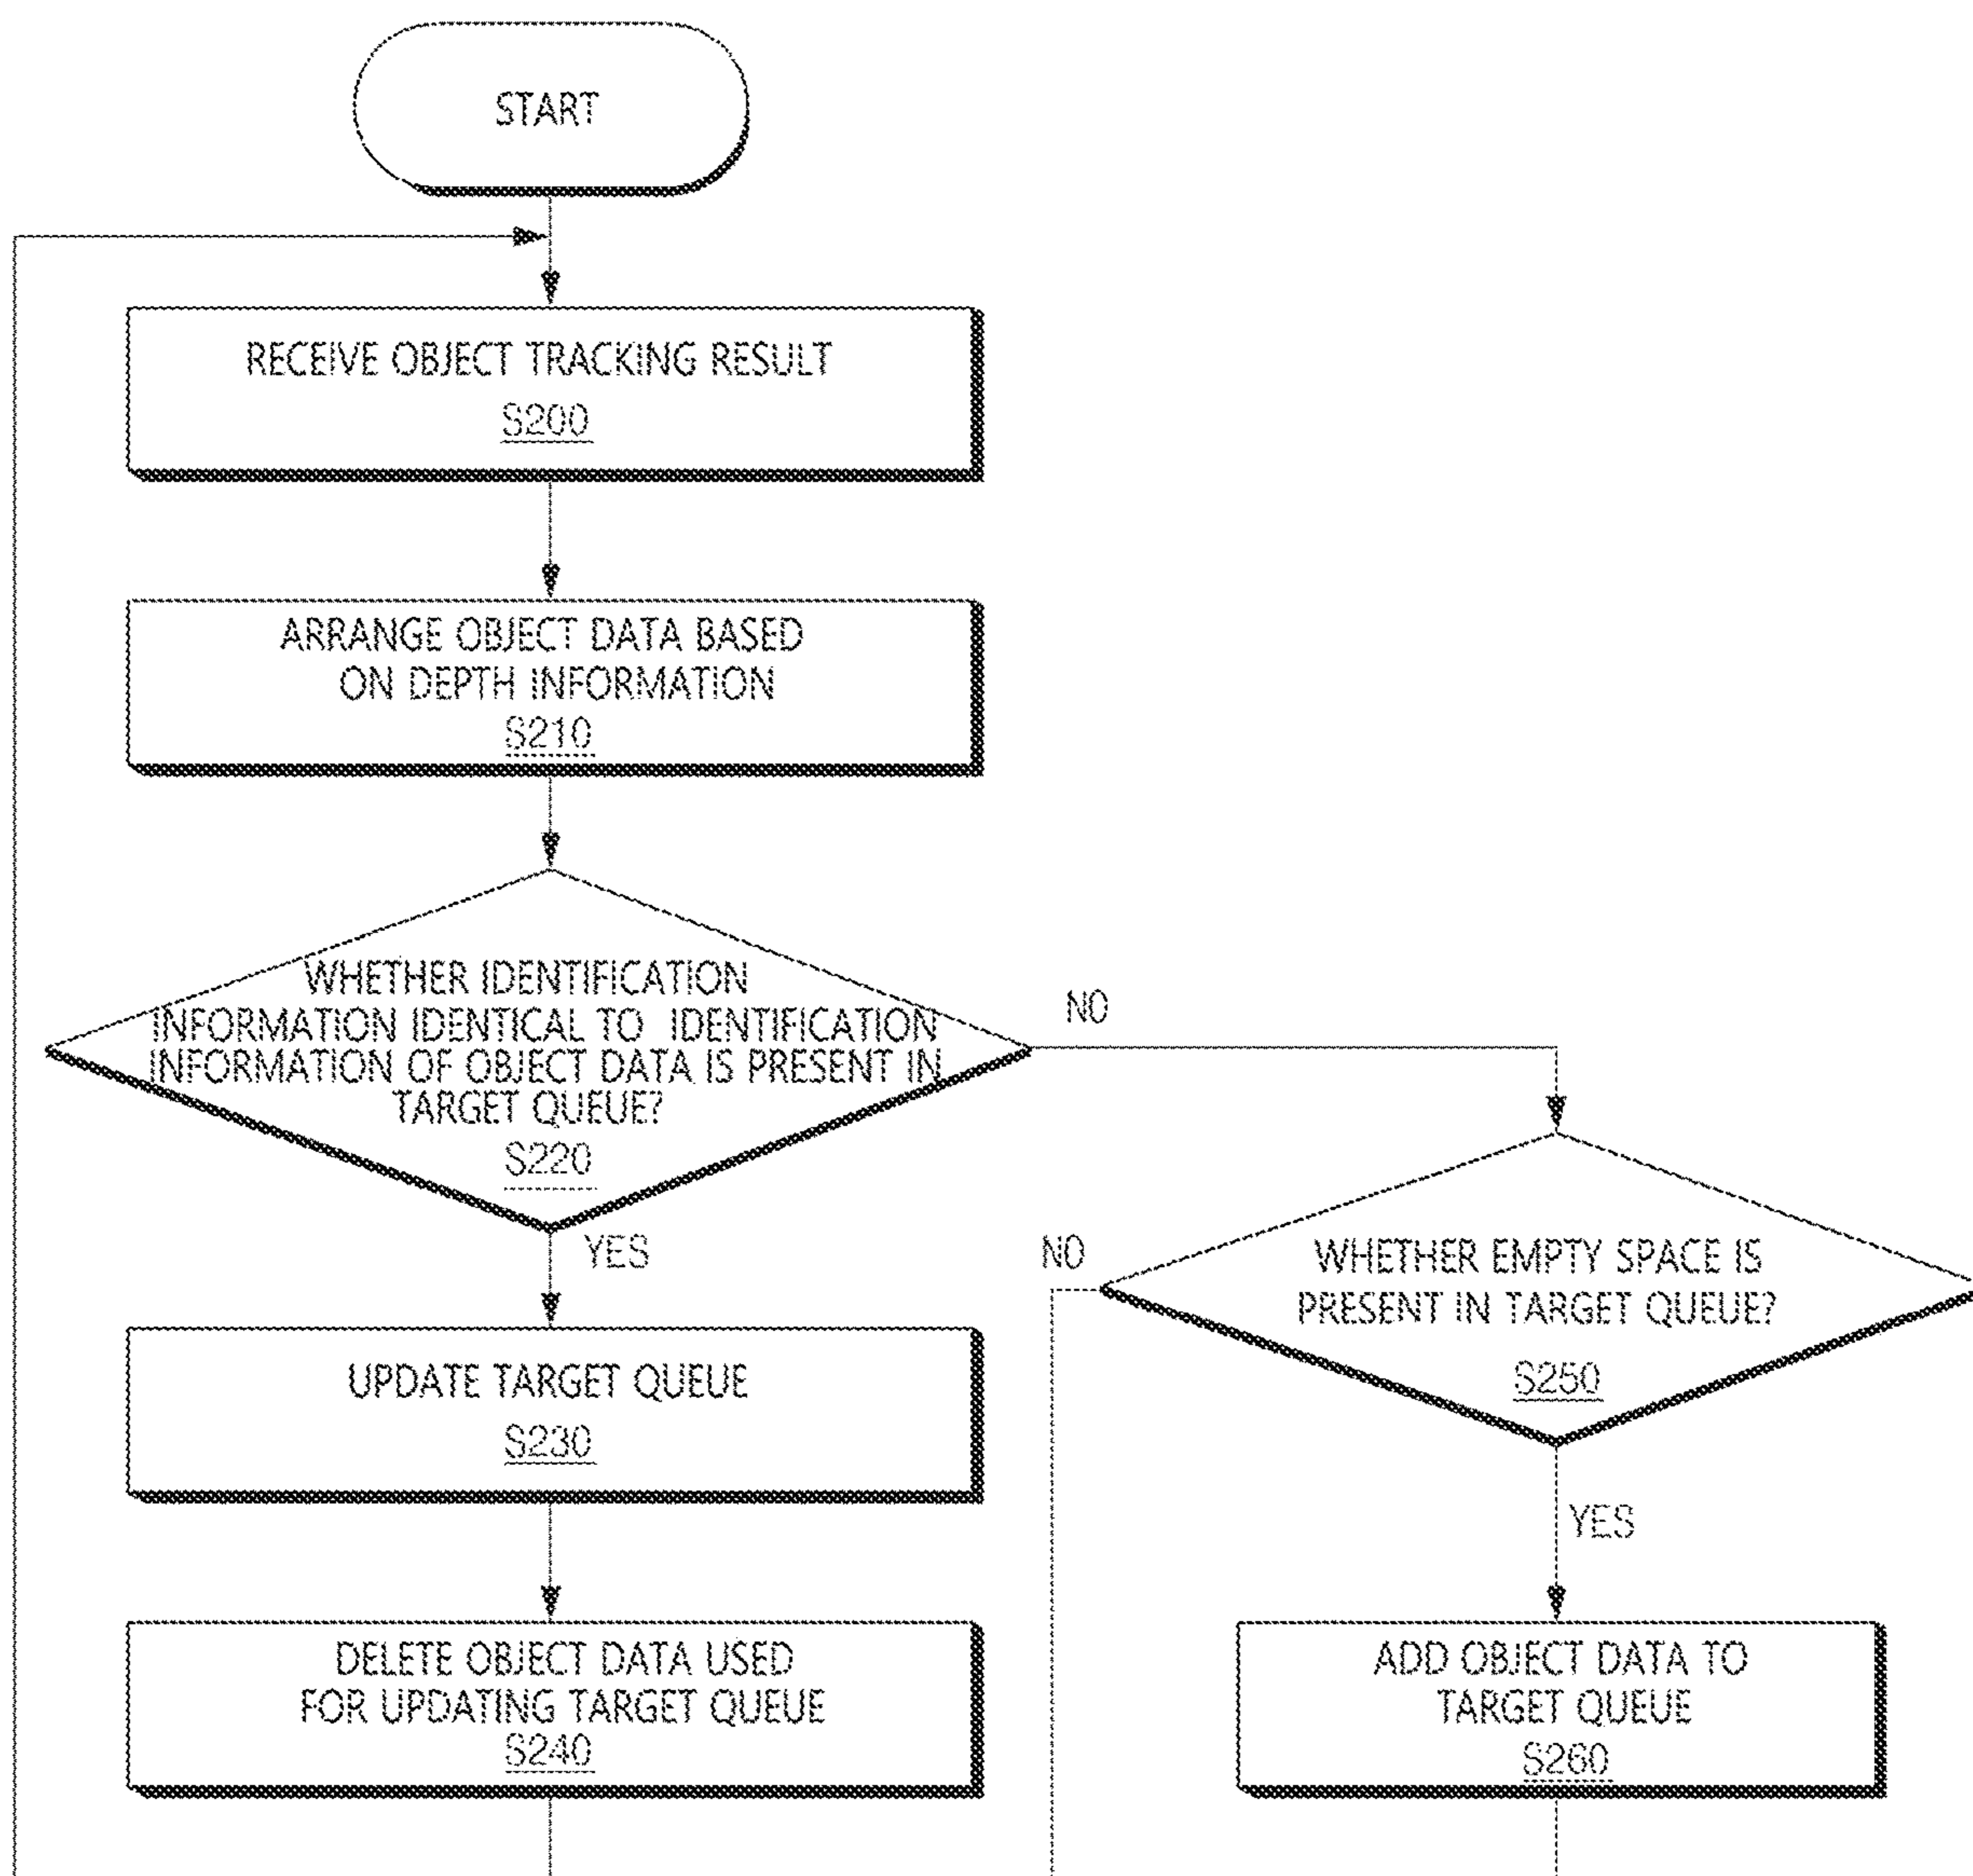 START
RECEIVE OBJECT TRACKING RESULT
S200
ARRANGE OBJECT DATA BASED
ON DEPTH INFORMATION
S210
WHETHER IDENTIFICATION
INFORMATION IDENTICAL TO IDENTIFICATION
INFORMATION OF OBJECT DATA IS PRESENT IN
TARGET QUEUE?
S220
NO
YES
UPDATE TARGET QUEUE
S230
DELETE OBJECT DATA USED
FOR UPDATING TARGET QUEUE
S240
NO
WHETHER EMPTY SPACE IS
PRESENT IN TARGET QUEUE?
S250
YES
ADD OBJECT DATA TO
TARGET QUEUE
S260